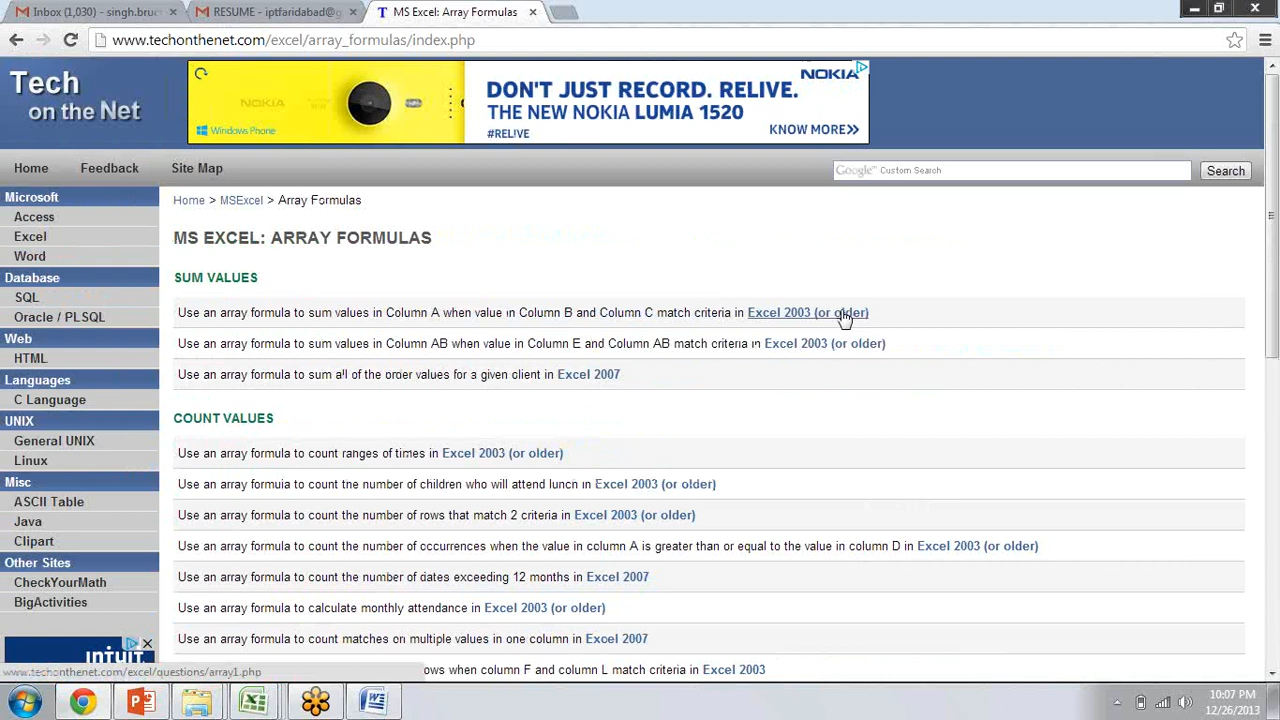 Inbox (1,030) - singh.bruc
RESUME - iptfaridabad@g
MS Excel: Array Formulas
www.techonthenet.com/excel/array_formulas/index.php
Tech
on the Net
NOKIA
Windows Phone
DON'T JUST RECORD. RELIVE.
THE NEW NOKIA LUMIA 1520
#REL!VE
NOKIA
KNOW MORE
Home
Feedback
Site Map
Google™ Custom Search
Search
Microsoft
Access
Excel
Word
Database
SQL
Oracle / PLSQL
Web
HTML
Languages
C Language
UNIX
General UNIX
Linux
Misc
ASCII Table
Java
Clipart
Other Sites
CheckYourMath
BigActivities
Home > MSExcel > Array Formulas
MS EXCEL: ARRAY FORMULAS
SUM VALUES
Use an array formula to sum values in Column A when value in Column B and Column C match criteria in Excel 2003 (or older)
Use an array formula to sum values in Column AB when value in Column E and Column AB match criteria in Excel 2003 (or older)
Use an array formula to sum all of the order values for a given client in Excel 2007
COUNT VALUES
Use an array formula to count ranges of times in Excel 2003 (or older)
Use an array formula to count the number of children who will attend lunch in Excel 2003 (or older)
Use an array formula to count the number of rows that match 2 criteria in Excel 2003 (or older)
Use an array formula to count the number of occurrences when the value in column A is greater than or equal to the value in column D in Excel 2003 (or older)
Use an array formula to count the number of dates exceeding 12 months in Excel 2007
Use an array formula to calculate monthly attendance in Excel 2003 (or older)
Use an array formula to count matches on multiple values in one column in Excel 2007
rows when column F and column L match criteria in Excel 2003
www.techonthenet.com/excel/questions/array1.php
10:07 PM
12/26/2013